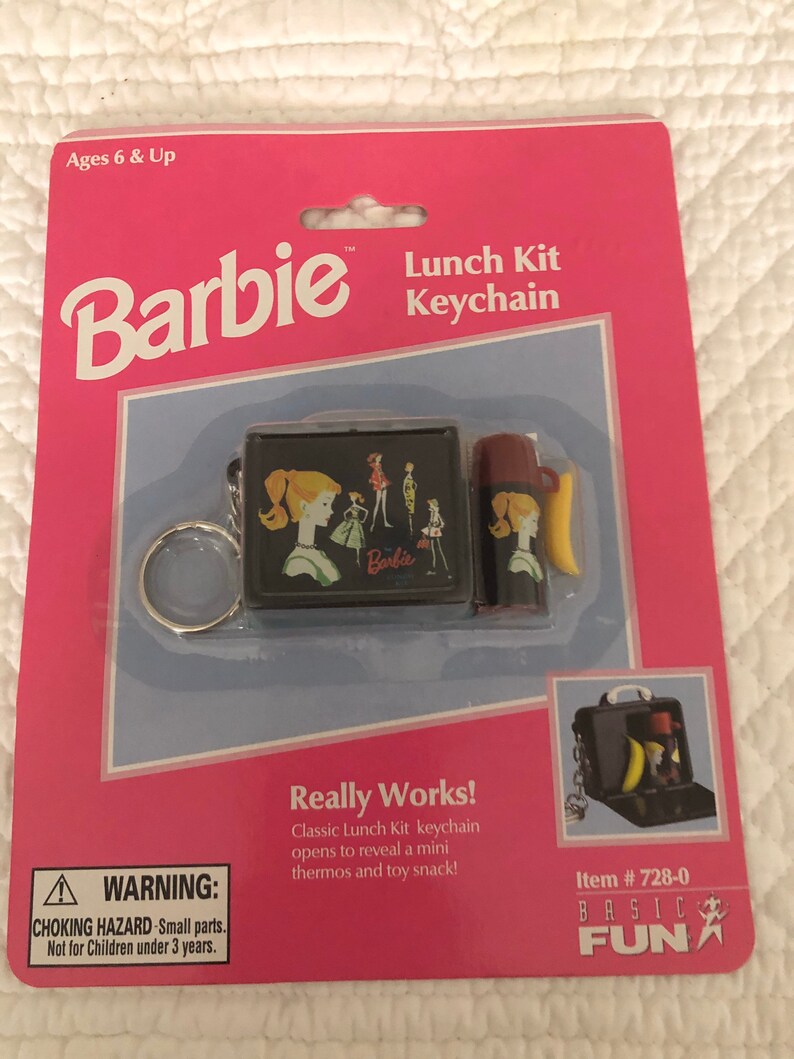 Ages 6 & Up
Barbie™
Lunch Kit
Keychain
Barbie
Really Works!
Classic Lunch Kit keychain
opens to reveal a mini
thermos and toy snack!
WARNING:
CHOKING HAZARD-Small parts.
Not for Children under 3 years.
Item # 728-0
BASIC
FUN